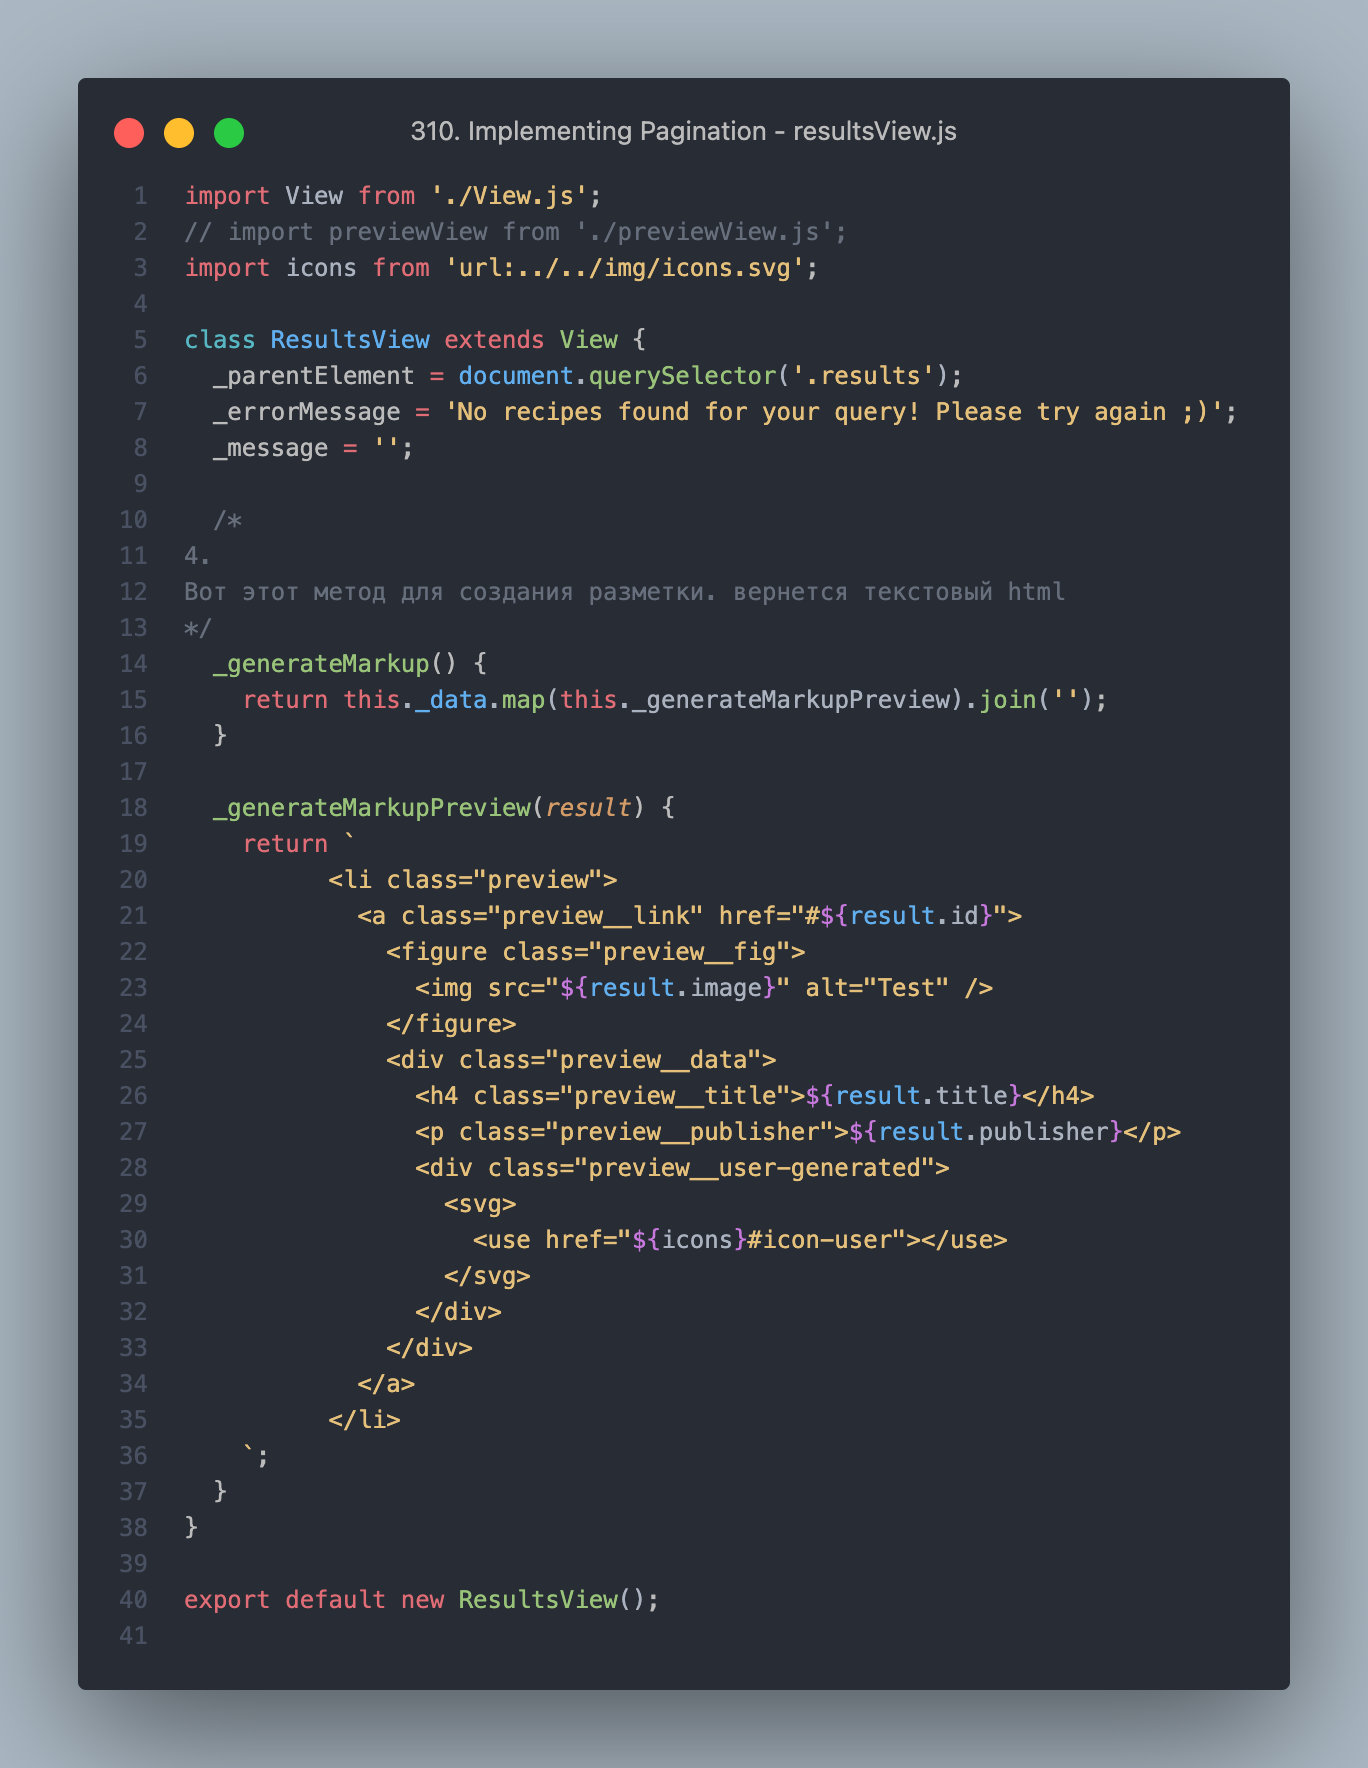 310. Implementing Pagination - resultsView.js
1 import View from './View.js';
2 // import previewView from './previewView.js';
3 import icons from 'url:../../img/icons.svg';
4
5 class ResultsView extends View {
6   _parentElement = document.querySelector('.results');
7   _errorMessage = 'No recipes found for your query! Please try again ;)';
8   _message = '';
9
10   /*
11 4.
12 Вот этот метод для создания разметки. вернется текстовый html
13 */
14   _generateMarkup() {
15     return this._data.map(this._generateMarkupPreview).join('');
16   }
17
18   _generateMarkupPreview(result) {
19     return `
20           <li class="preview">
21             <a class="preview__link" href="#${result.id}">
22               <figure class="preview__fig">
23                 <img src="${result.image}" alt="Test" />
24               </figure>
25               <div class="preview__data">
26                 <h4 class="preview__title">${result.title}</h4>
27                 <p class="preview__publisher">${result.publisher}</p>
28                 <div class="preview__user-generated">
29                   <svg>
30                     <use href="${icons}#icon-user"></use>
31                   </svg>
32                 </div>
33               </div>
34             </a>
35           </li>
36     `;
37   }
38 }
39
40 export default new ResultsView();
41